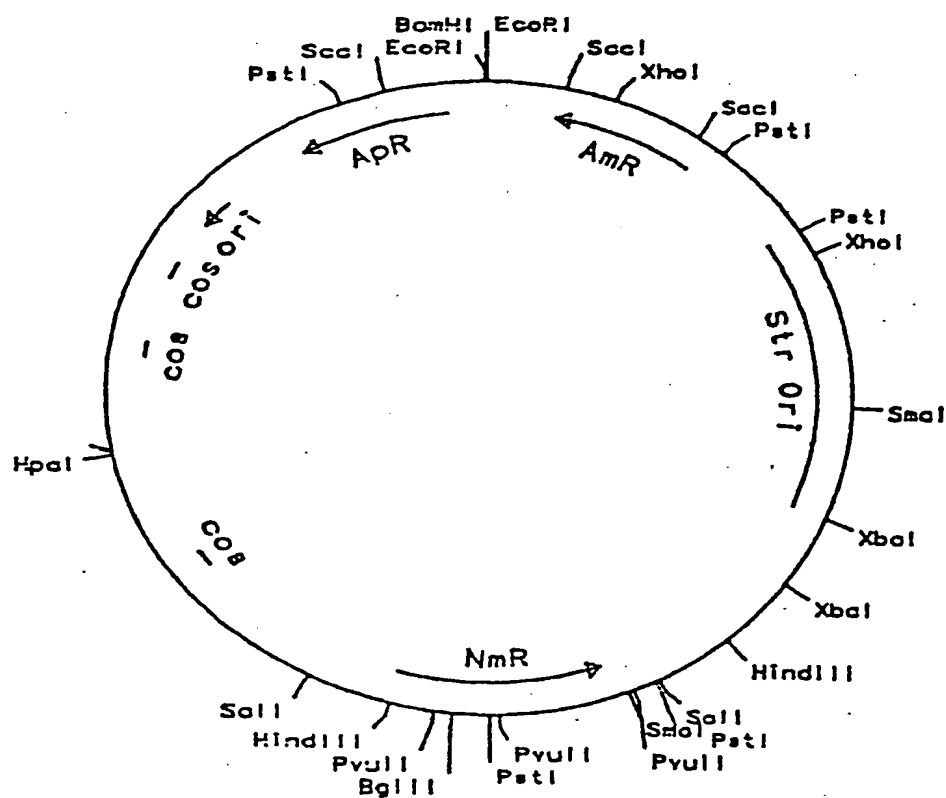 BamHI EcoRI
SacI EcoRI
PstI
SacI
XhoI
SacI
PstI
ApR
AmR
PstI
XhoI
Ori
cos
cos
Str Ori
SmaI
HpaI
cos
XbaI
XbaI
NmR
HindIII
SalI
HindIII
PvuII
BglII
PstI
PvuII
SmaI
SalI
PstI
PvuII